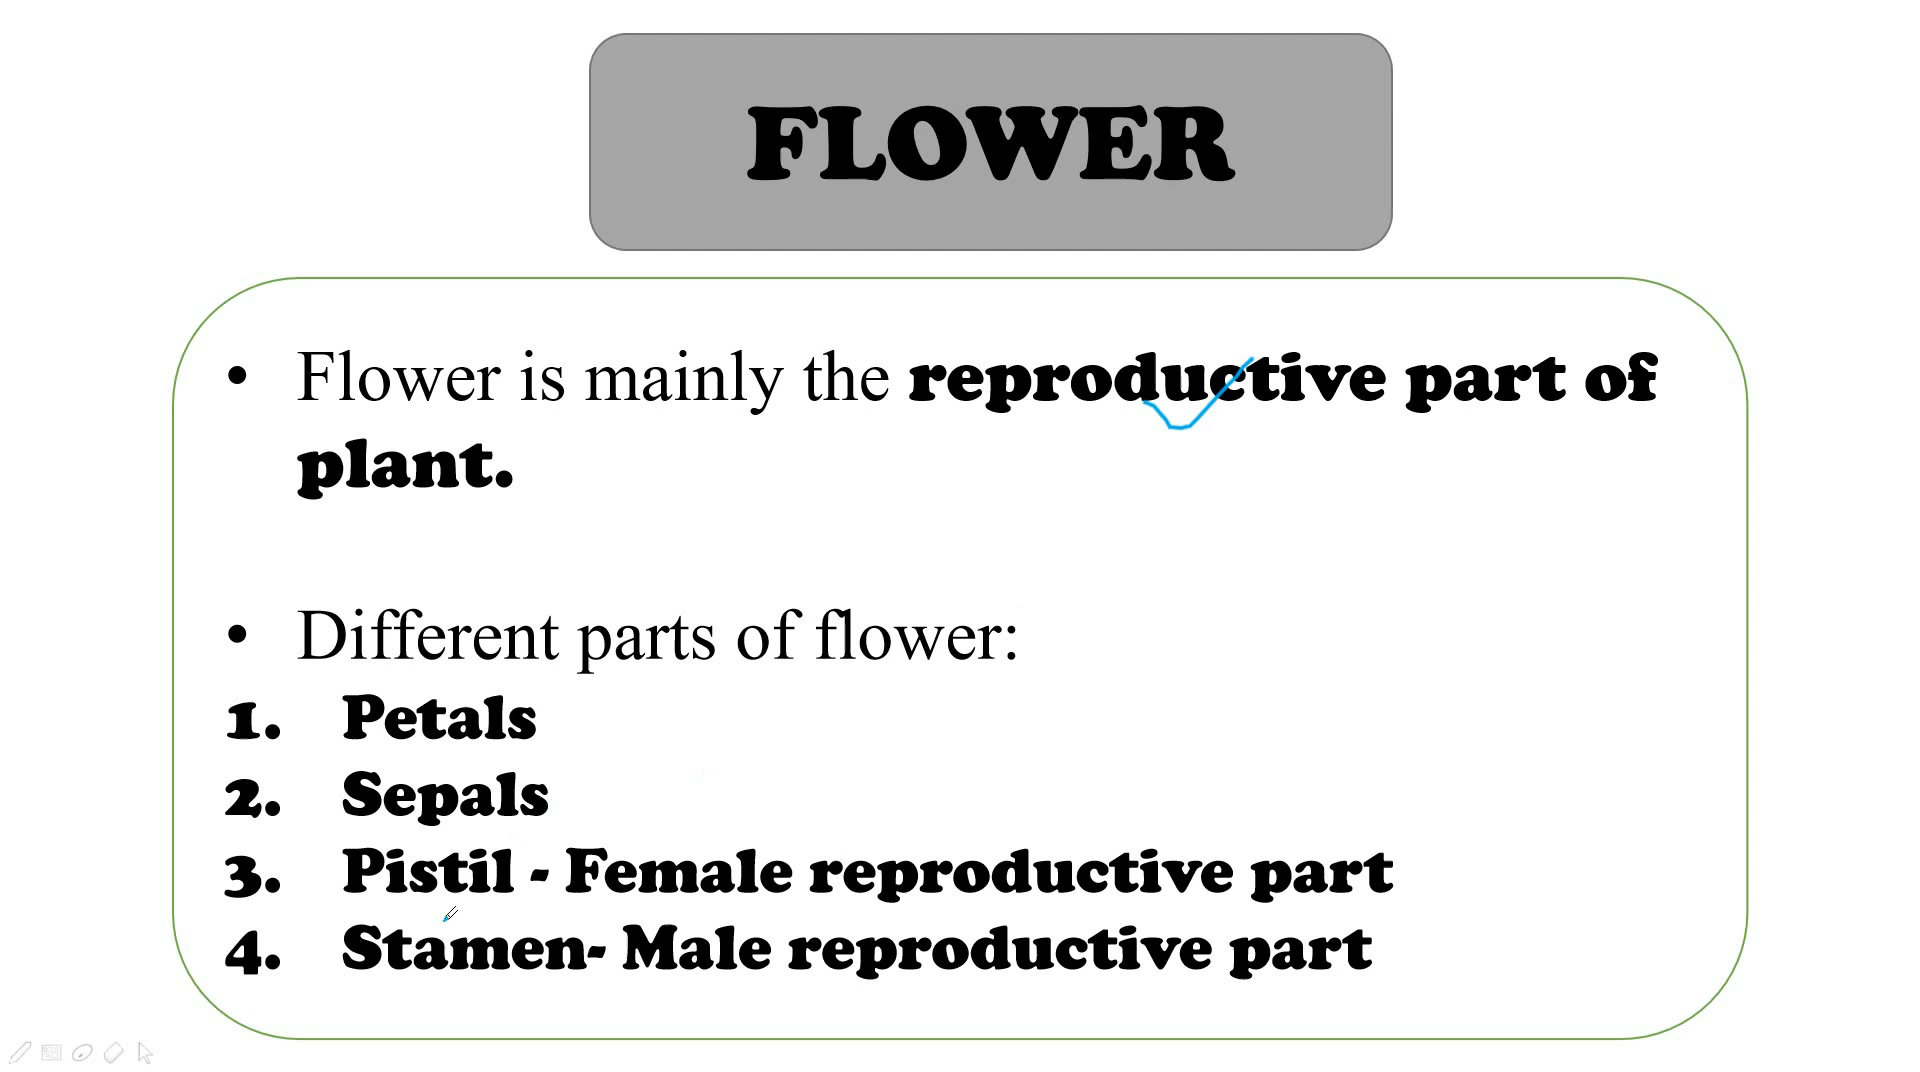 FLOWER
• Flower is mainly the reproductive part of
plant.
• Different parts of flower:
1. Petals
2. Sepals
3. Pistil - Female reproductive part
4. Stamen- Male reproductive part